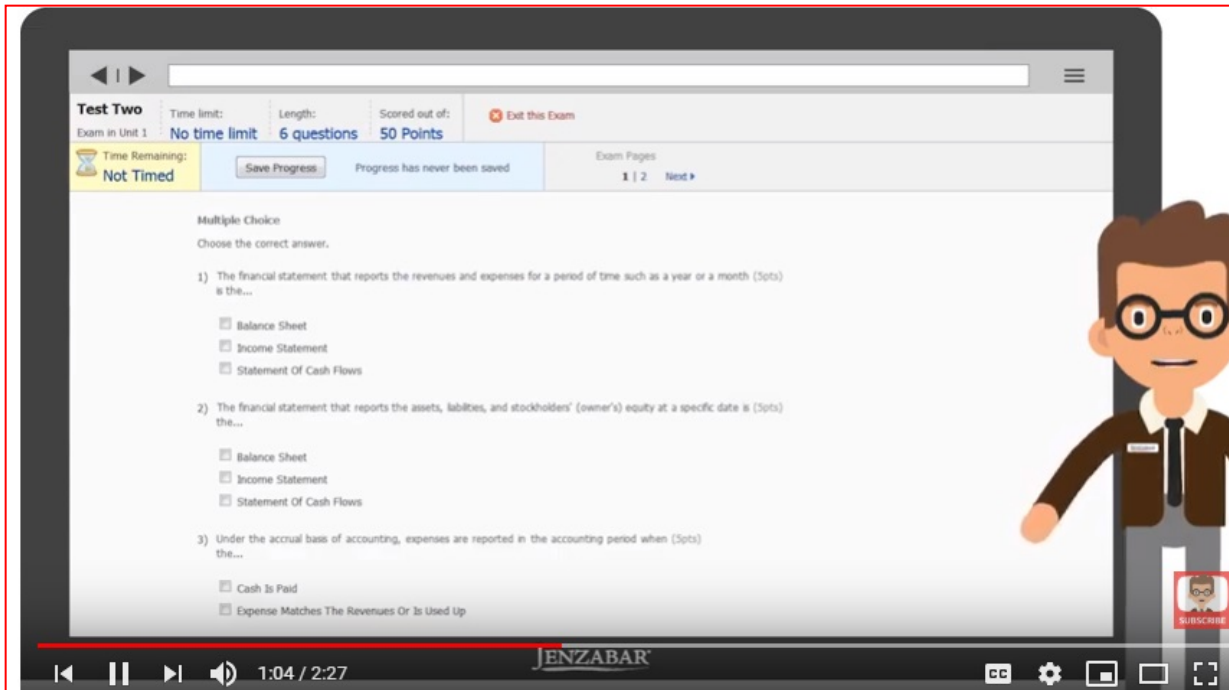 Test Two
Exam in Unit 1
Time limit:
No time limit
Length:
6 questions
Scored out of:
50 Points
Exit this Exam
Time Remaining:
Not Timed
Save Progress
Progress has never been saved
Exam Pages
1 | 2 Next
Multiple Choice
Choose the correct answer.
1) The financial statement that reports the revenues and expenses for a period of time such as a year or a month (5pts)
is the...
Balance Sheet
Income Statement
Statement Of Cash Flows
2) The financial statement that reports the assets, liabilities, and stockholders' (owner's) equity at a specific date is (5pts)
the...
Balance Sheet
Income Statement
Statement Of Cash Flows
3) Under the accrual basis of accounting, expenses are reported in the accounting period when (5pts)
the...
Cash Is Paid
Expense Matches The Revenues Or Is Used Up
JENZABAR
SUBSCRIBE
JENZABAR
1:04 / 2:27
CC